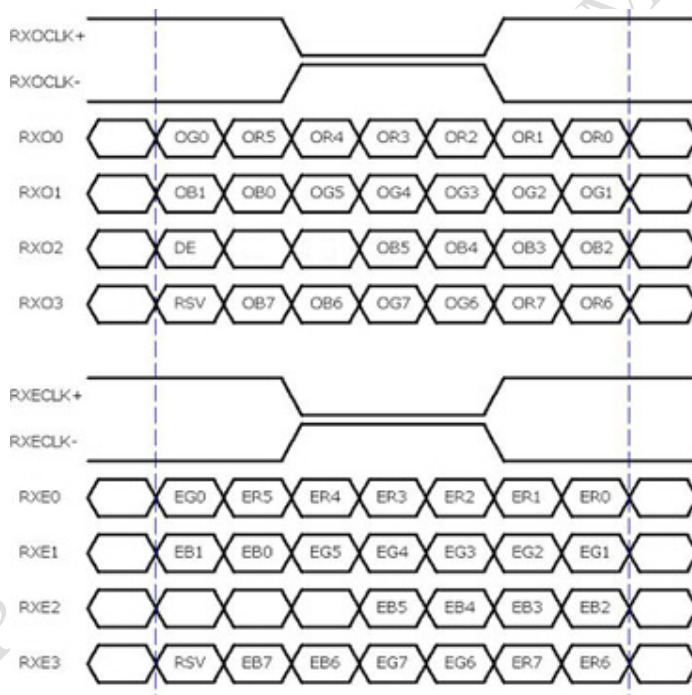 RXOCLK+
RXOCLK-
RXO0 OG0 OR5 OR4 OR3 OR2 OR1 OR0
RXO1 OB1 OB0 OG5 OG4 OG3 OG2 OG1
RXO2 DE OB5 OB4 OB3 OB2
RXO3 RSV OB7 OB6 OG7 OG6 OR7 OR6
RXECLK+
RXECLK-
RXE0 EG0 ER5 ER4 ER3 ER2 ER1 ER0
RXE1 EB1 EB0 EG5 EG4 EG3 EG2 EG1
RXE2 EB5 EB4 EB3 EB2
RXE3 RSV EB7 EB6 EG7 EG6 ER7 ER6